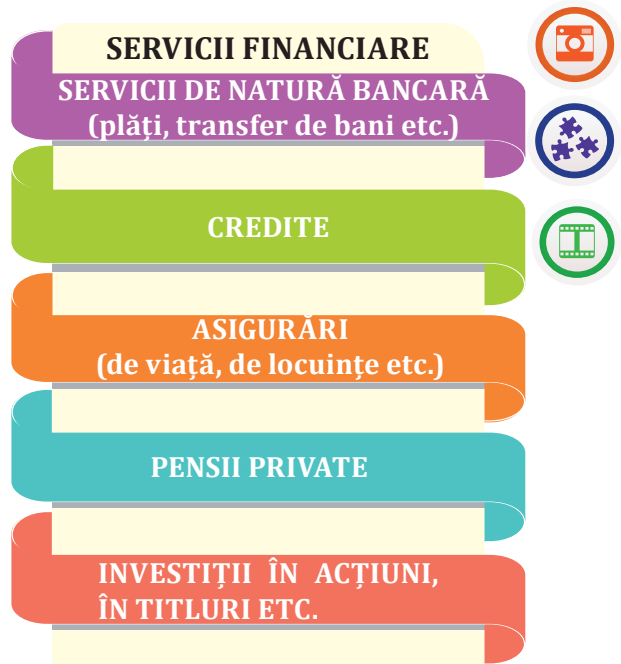 SERVICII FINANCIARE
SERVICII DE NATURĂ BANCARĂ
(plăți, transfer de bani etc.)
CREDITE
ASIGURĂRI
(de viață, de locuințe etc.)
PENSII PRIVATE
INVESTIȚII ÎN ACȚIUNI,
ÎN TITLURI ETC.